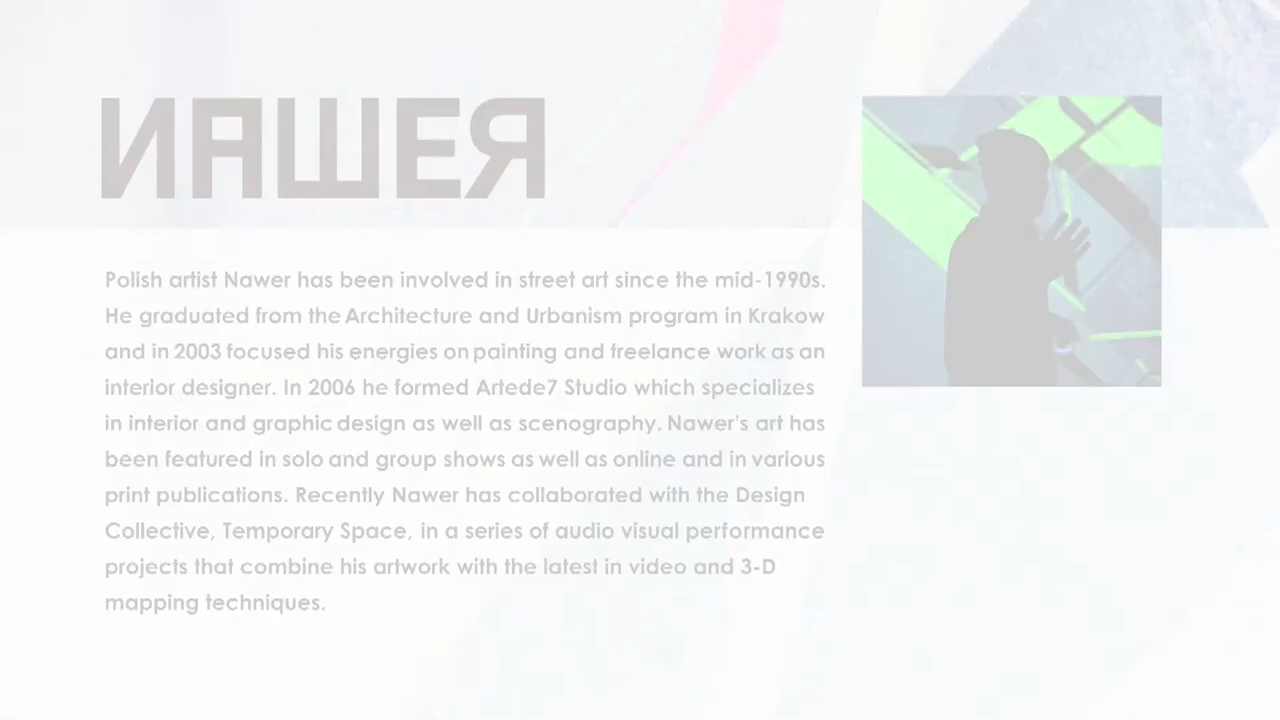 ИAШEЯ
Polish artist Nawer has been involved in street art since the mid-1990s.
He graduated from the Architecture and Urbanism program in Krakow
and in 2003 focused his energies on painting and freelance work as an
interior designer. In 2006 he formed Artede7 Studio which specializes
in interior and graphic design as well as scenography. Nawer's art has
been featured in solo and group shows as well as online and in various
print publications. Recently Nawer has collaborated with the Design
Collective, Temporary Space, in a series of audio visual performance
projects that combine his artwork with the latest in video and 3-D
mapping techniques.